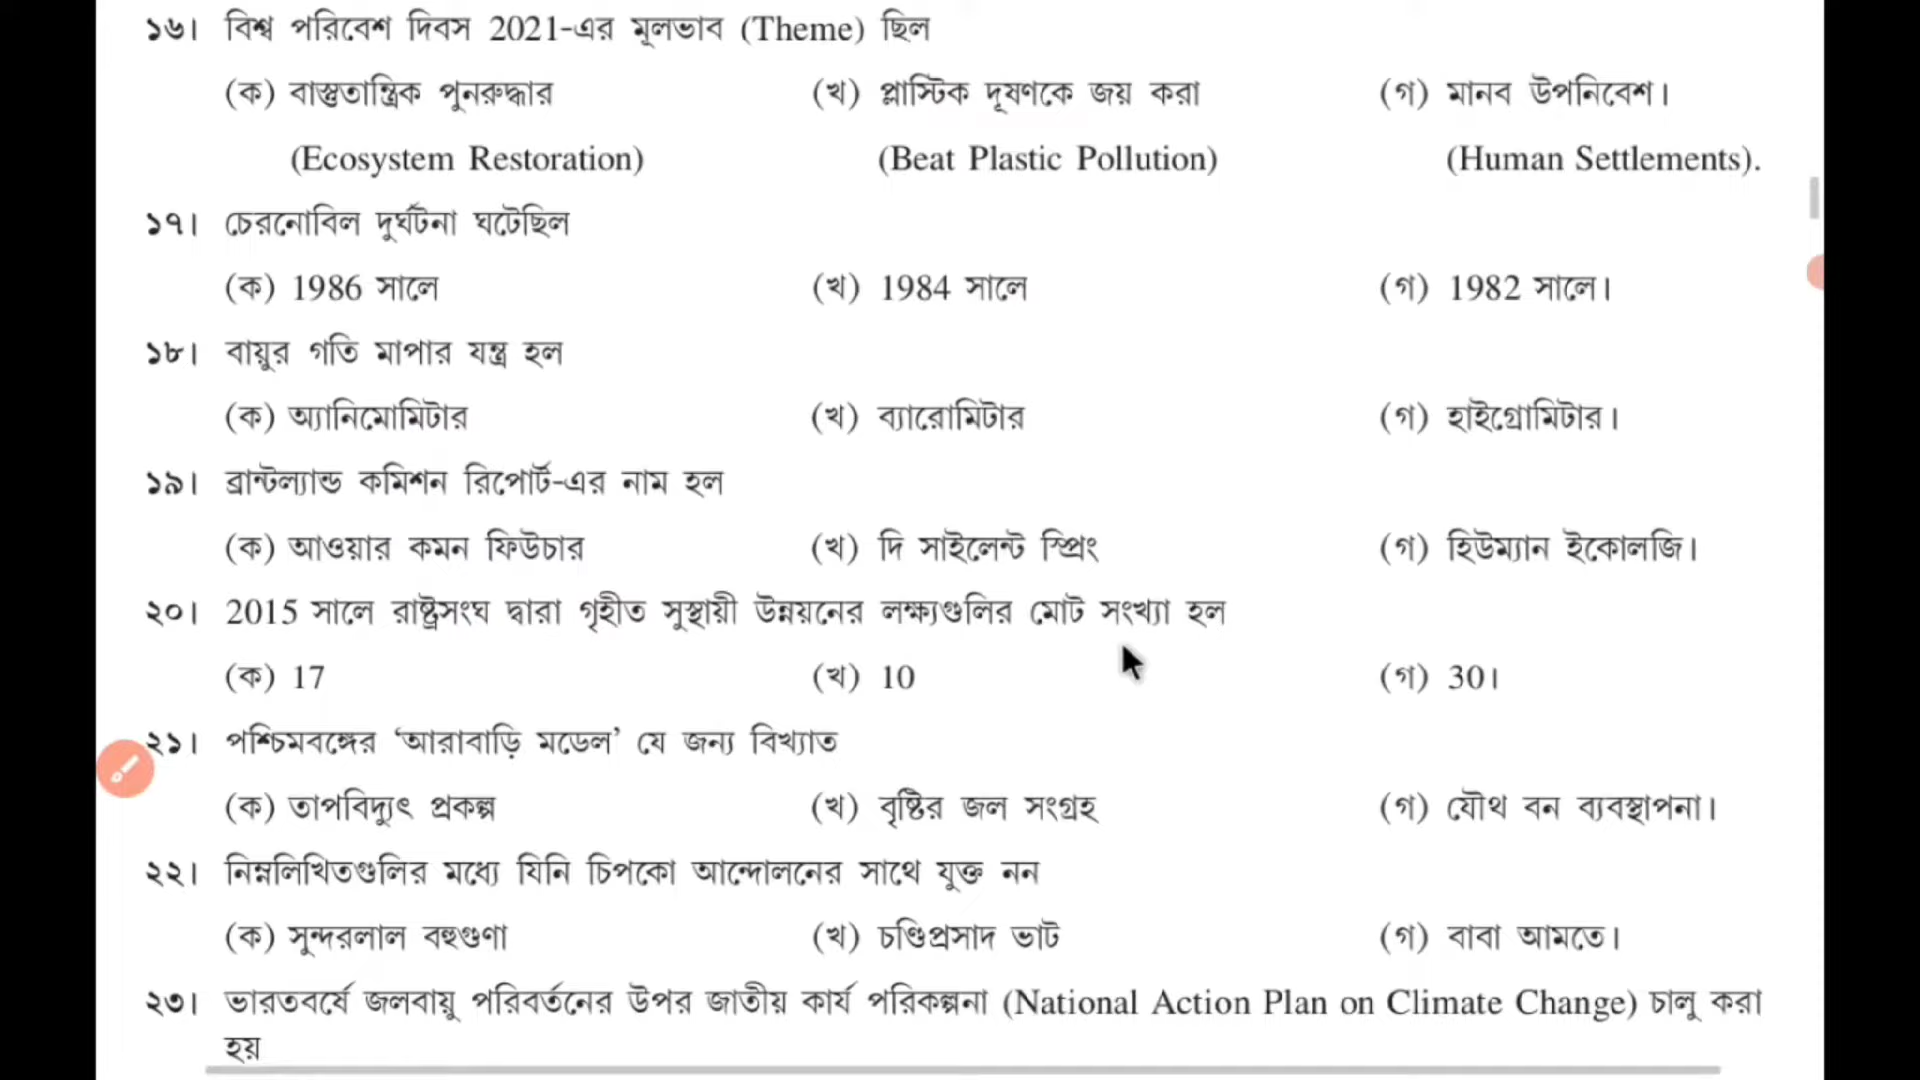 ১৬। বিশ্ব পরিবেশ দিবস 2021-এর মূলভাব (Theme) ছিল
(ক) বাস্তুতান্ত্রিক পুনরুদ্ধার (খ) প্লাস্টিক দূষণকে জয় করা (গ) মানব উপনিবেশ।
(Ecosystem Restoration) (Beat Plastic Pollution) (Human Settlements).
১৭। চেরনোবিল দুর্ঘটনা ঘটেছিল
(ক) 1986 সালে (খ) 1984 সালে (গ) 1982 সালে।
১৮। বায়ুর গতি মাপার যন্ত্র হল
(ক) অ্যানিমোমিটার (খ) ব্যারোমিটার (গ) হাইগ্রোমিটার।
১৯। ব্রান্টল্যান্ড কমিশন রিপোর্ট-এর নাম হল
(ক) আওয়ার কমন ফিউচার (খ) দি সাইলেন্ট স্প্রিং (গ) হিউম্যান ইকোলজি।
২০। 2015 সালে রাষ্ট্রসংঘ দ্বারা গৃহীত সুস্থায়ী উন্নয়নের লক্ষ্যগুলির মোট সংখ্যা হল
(ক) 17 (খ) 10 (গ) 30।
২১। পশ্চিমবঙ্গের ‘আরাবাড়ি মডেল’ যে জন্য বিখ্যাত
(ক) তাপবিদ্যুৎ প্রকল্প (খ) বৃষ্টির জল সংগ্রহ (গ) যৌথ বন ব্যবস্থাপনা।
২২। নিম্নলিখিতগুলির মধ্যে যিনি চিপকো আন্দোলনের সাথে যুক্ত নন
(ক) সুন্দরলাল বহুগুণা (খ) চণ্ডিপ্রসাদ ভাট (গ) বাবা আমতে।
২৩। ভারতবর্ষে জলবায়ু পরিবর্তনের উপর জাতীয় কার্য পরিকল্পনা (National Action Plan on Climate Change) চালু করা
হয়